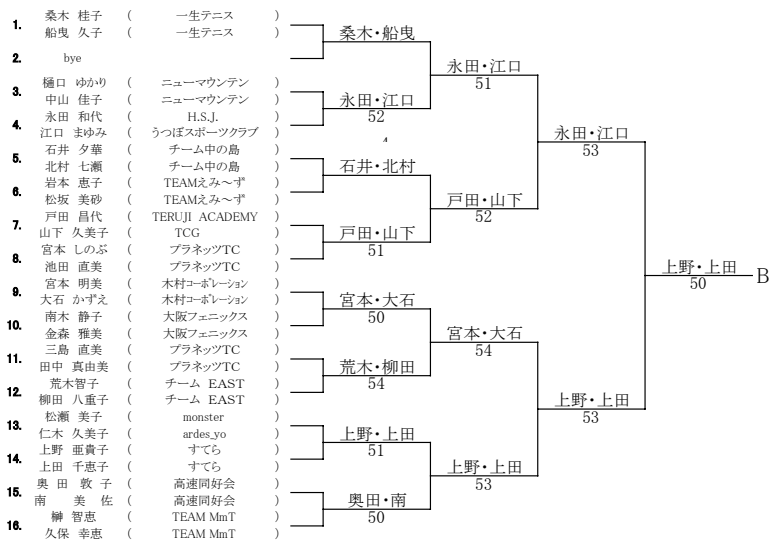 1.
桑木 桂子 ( 一生テニス )
船曳 久子 ( 一生テニス )
2.
bye
3.
樋口 ゆかり ( ニューマウンテン )
中山 佳子 ( ニューマウンテン )
4.
永田 和代 ( H.S.J. )
江口 まゆみ ( うつぼスポーツクラブ )
5.
石井 夕華 ( チーム中の島 )
北村 七瀬 ( チーム中の島 )
6.
岩本 恵子 ( TEAMえみ～ず )
松坂 美砂 ( TEAMえみ～ず )
7.
戸田 昌代 ( TERUJI ACADEMY )
山下 久美子 ( TCG )
8.
宮本 しのぶ ( プラネッツTC )
池田 直美 ( プラネッツTC )
9.
宮本 明美 ( 木村コーポレーション )
大石 かずえ ( 木村コーポレーション )
10.
南木 静子 ( 大阪フェニックス )
金森 雅美 ( 大阪フェニックス )
11.
三島 直美 ( プラネッツTC )
田中 真由美 ( プラネッツTC )
12.
荒木智子 ( チーム EAST )
柳田 八重子 ( チーム EAST )
13.
松瀬 美子 ( monster )
仁木 久美子 ( ardes_yo )
14.
上野 亜貴子 ( すてら )
上田 千恵子 ( すてら )
15.
奥 田 敦 子 ( 高速同好会 )
南 美 佐 ( 高速同好会 )
16.
榊 智恵 ( TEAM MmT )
久保 幸恵 ( TEAM MmT )
桑木・船曳
永田・江口
52
石井・北村
戸田・山下
51
宮本・大石
50
荒木・柳田
54
上野・上田
51
奥田・南
50
永田・江口
51
戸田・山下
52
宮本・大石
54
上野・上田
53
永田・江口
53
上野・上田
53
上野・上田
50
B